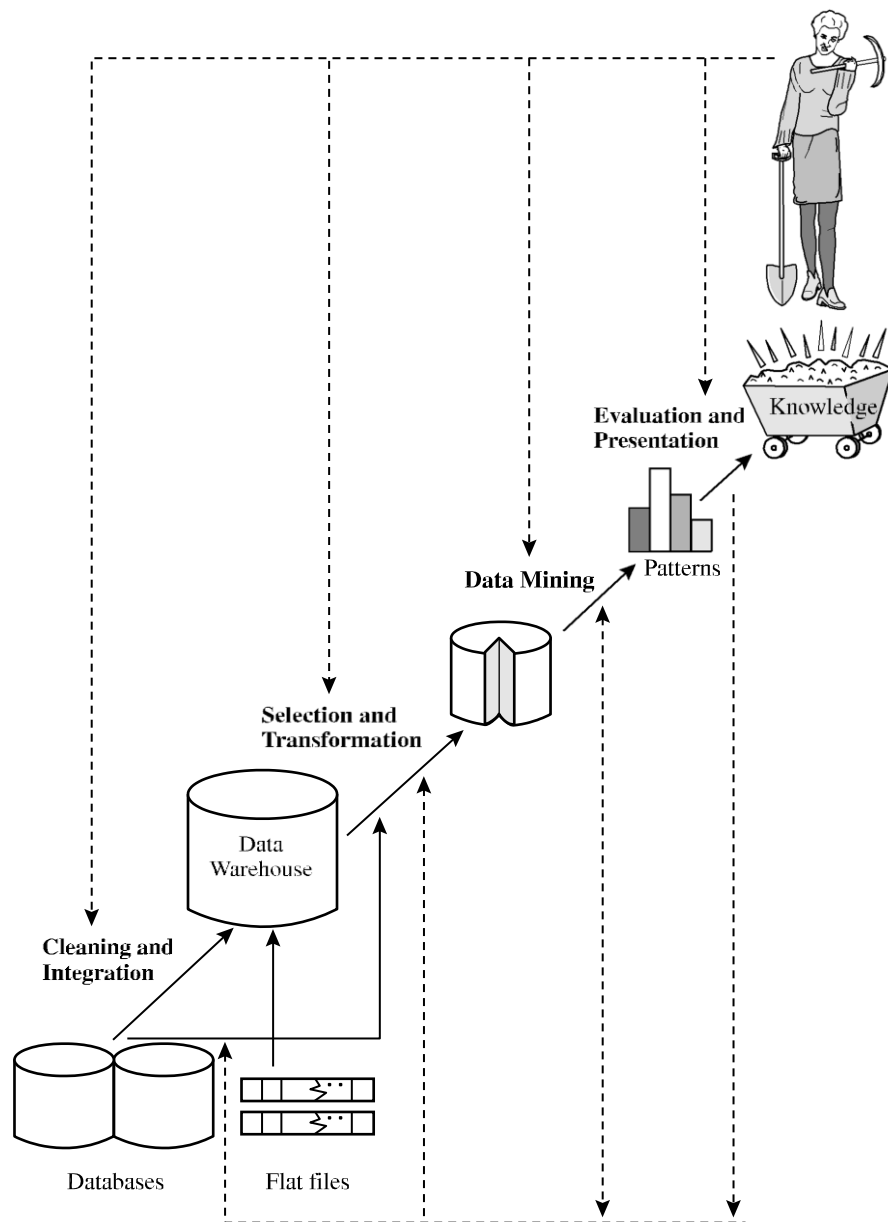 Knowledge
Evaluation and
Presentation
Patterns
Data Mining
Selection and
Transformation
Data
Warehouse
Cleaning and
Integration
Databases
Flat files